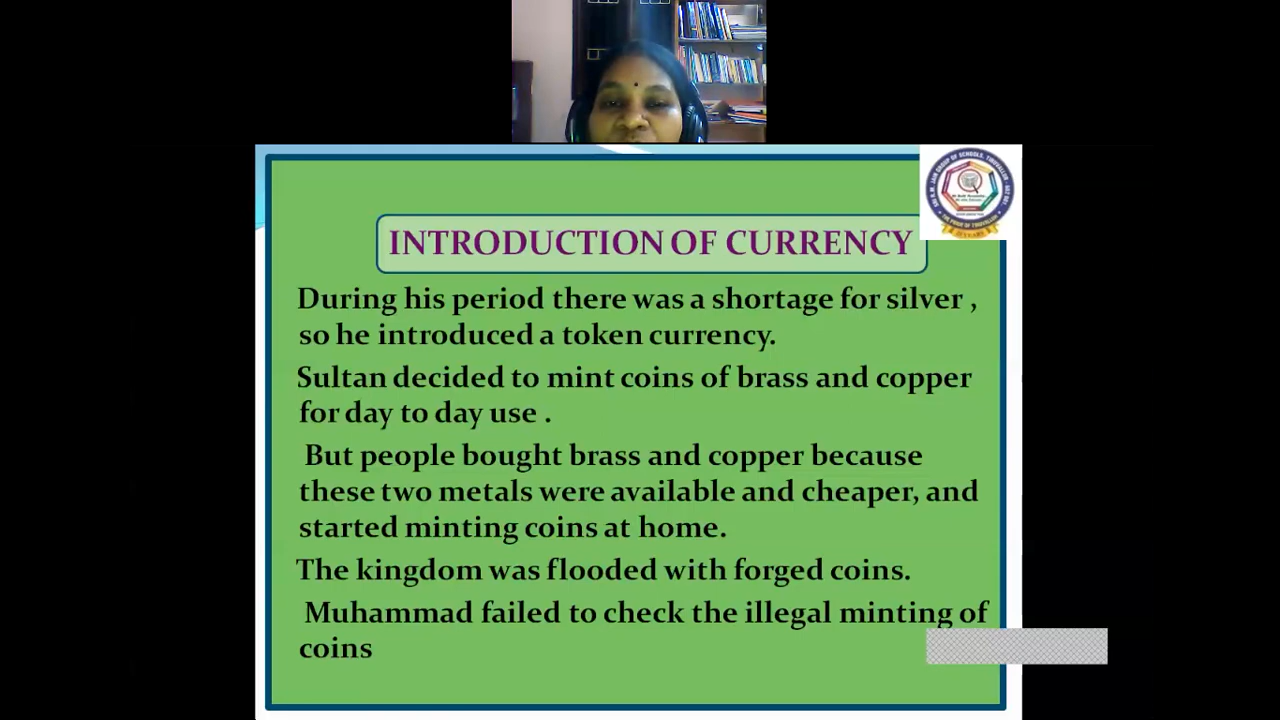 INTRODUCTION OF CURRENCY
During his period there was a shortage for silver ,
so he introduced a token currency.
Sultan decided to mint coins of brass and copper
for day to day use .
But people bought brass and copper because
these two metals were available and cheaper, and
started minting coins at home.
The kingdom was flooded with forged coins.
Muhammad failed to check the illegal minting of
coins